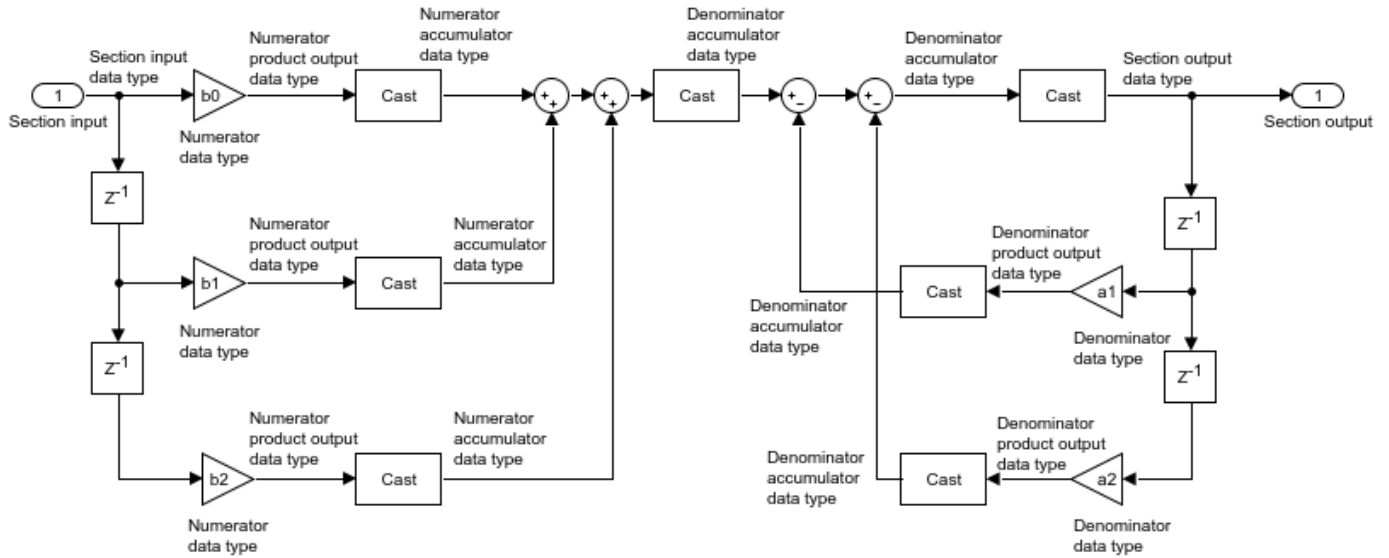 Numerator
accumulator
data type
Denominator
accumulator
data type
Section input
data type
Numerator
product output
data type
Denominator
accumulator
data type
Section output
data type
1
b0
Cast
+
+
+
+
Cast
+
−
+
−
Cast
1
Section input
Section output
Numerator
data type
Z-1
Numerator
product output
data type
Numerator
accumulator
data type
Z-1
Denominator
product output
data type
b1
Cast
Cast
a1
Numerator
data type
Denominator
accumulator
data type
Denominator
data type
Z-1
Z-1
Numerator
product output
data type
Numerator
accumulator
data type
Denominator
accumulator
data type
Denominator
product output
data type
b2
Cast
Cast
a2
Numerator
data type
Denominator
data type